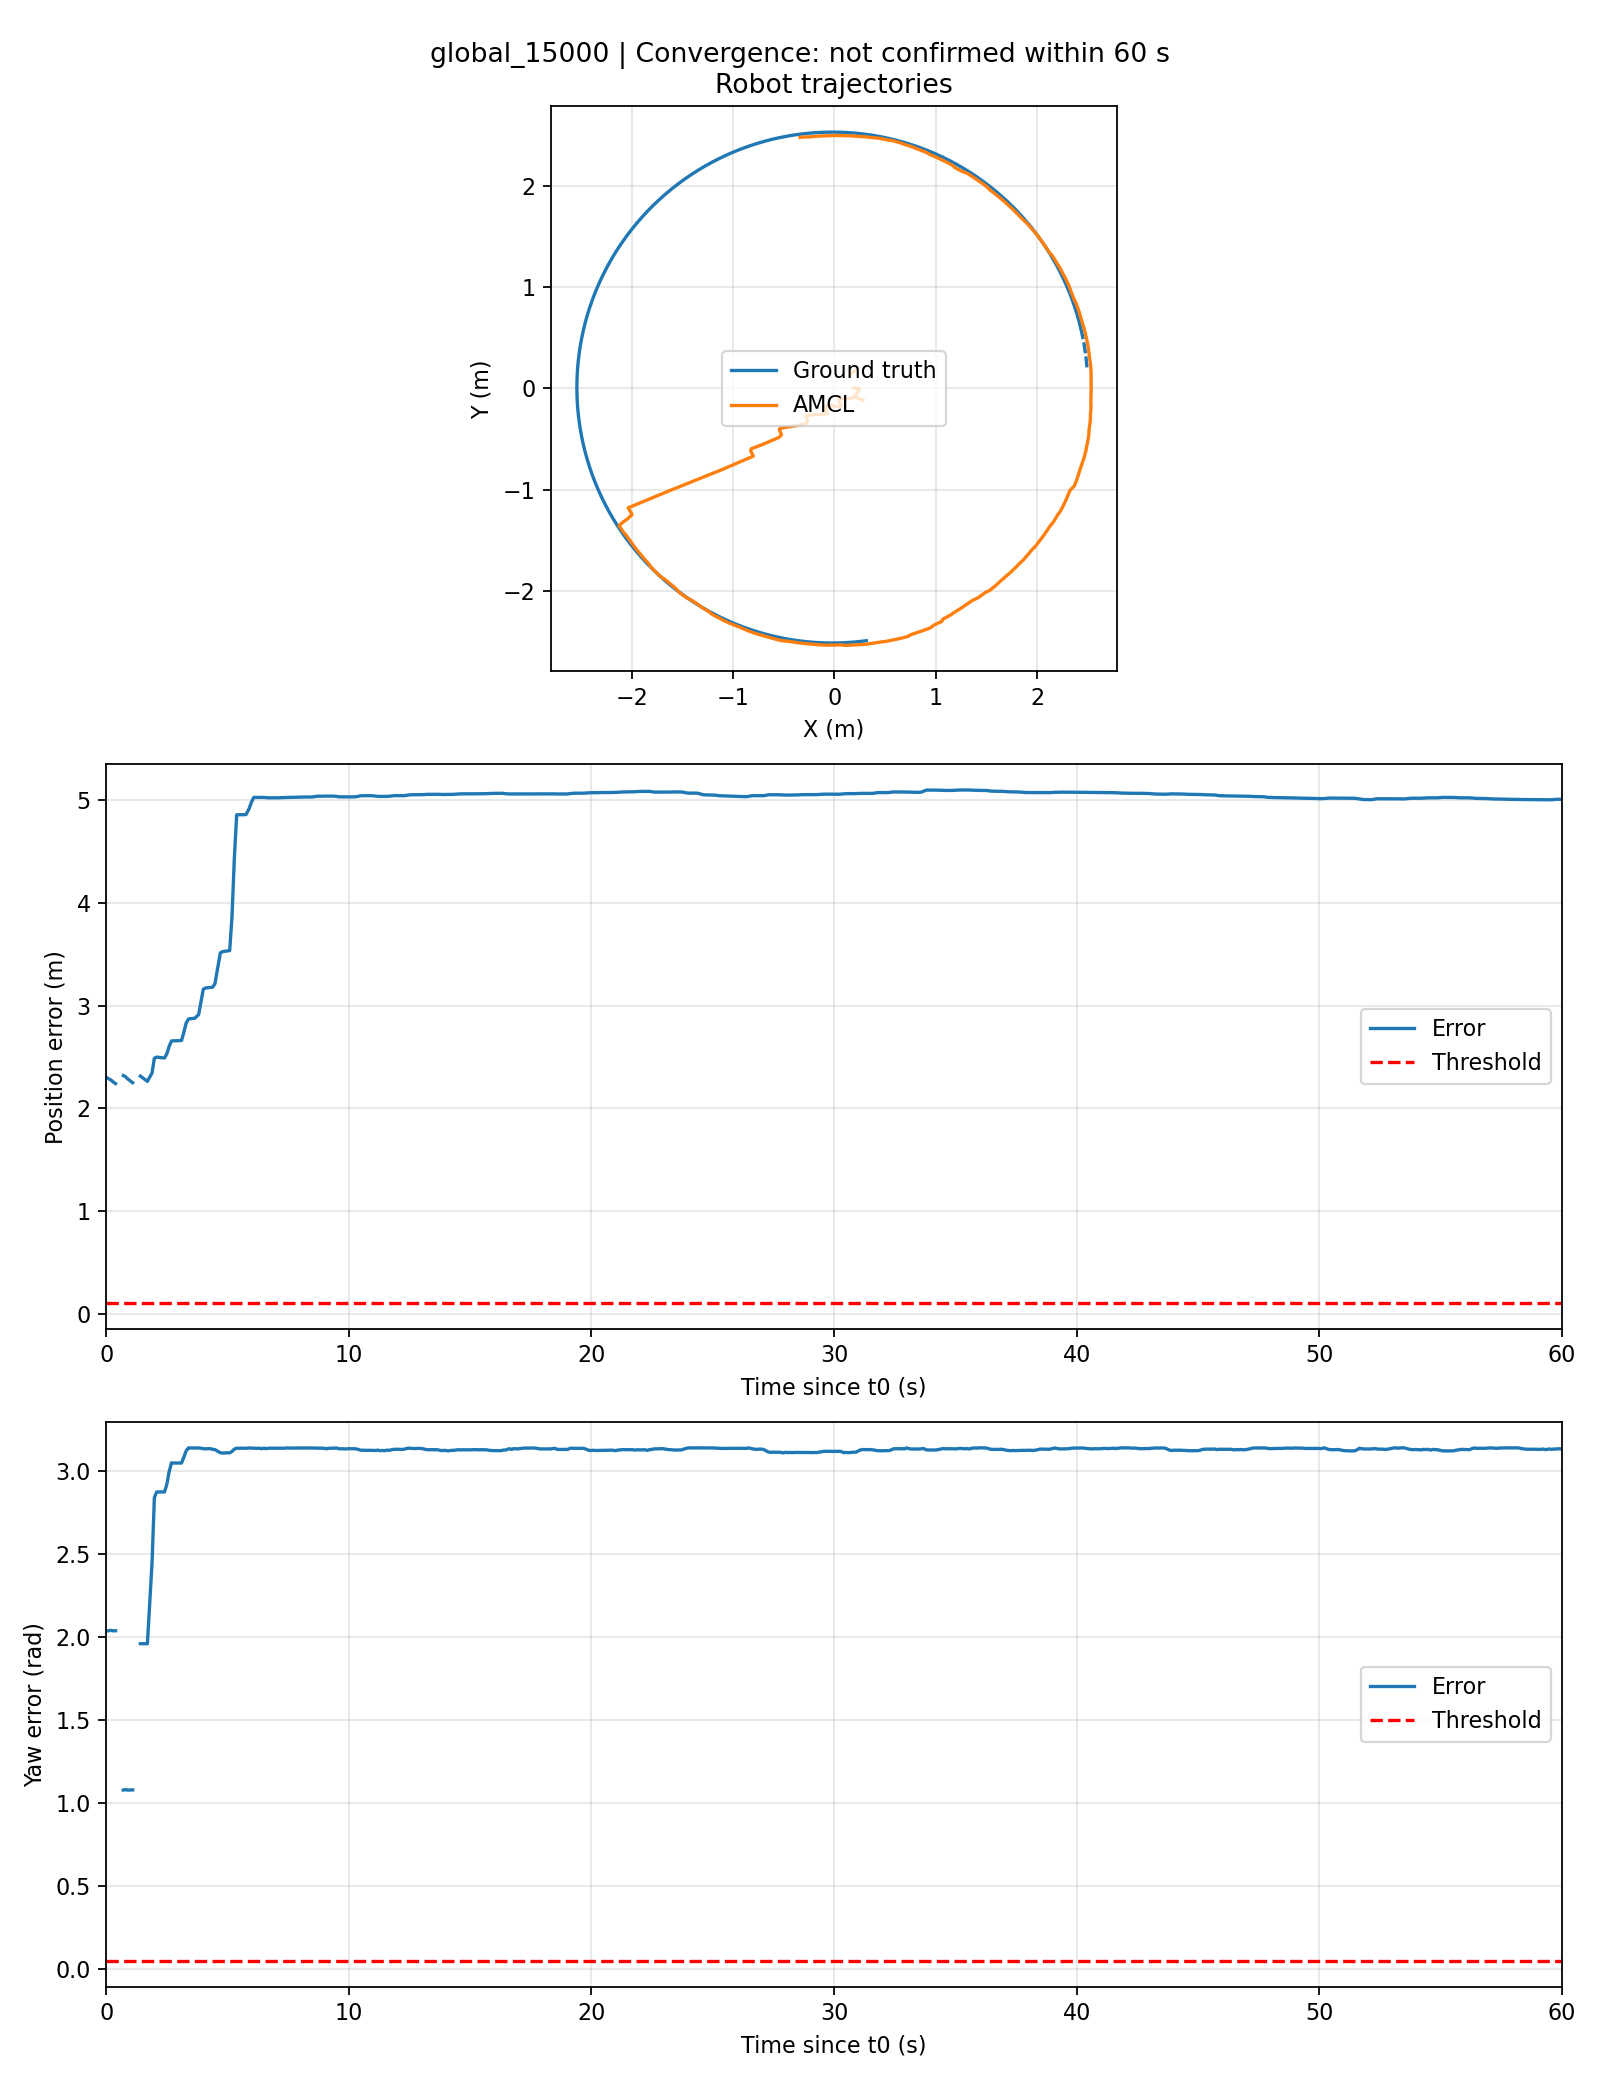 global_15000 | Convergence: not confirmed within 60 s
Robot trajectories
2
1
0
−1
−2
Y (m)
Ground truth
AMCL
−2
−1
0
1
2
X (m)
5
4
3
2
1
0
Position error (m)
Error
Threshold
0
10
20
30
40
50
60
Time since t0 (s)
3.0
2.5
2.0
1.5
1.0
0.5
0.0
Yaw error (rad)
Error
Threshold
0
10
20
30
40
50
60
Time since t0 (s)